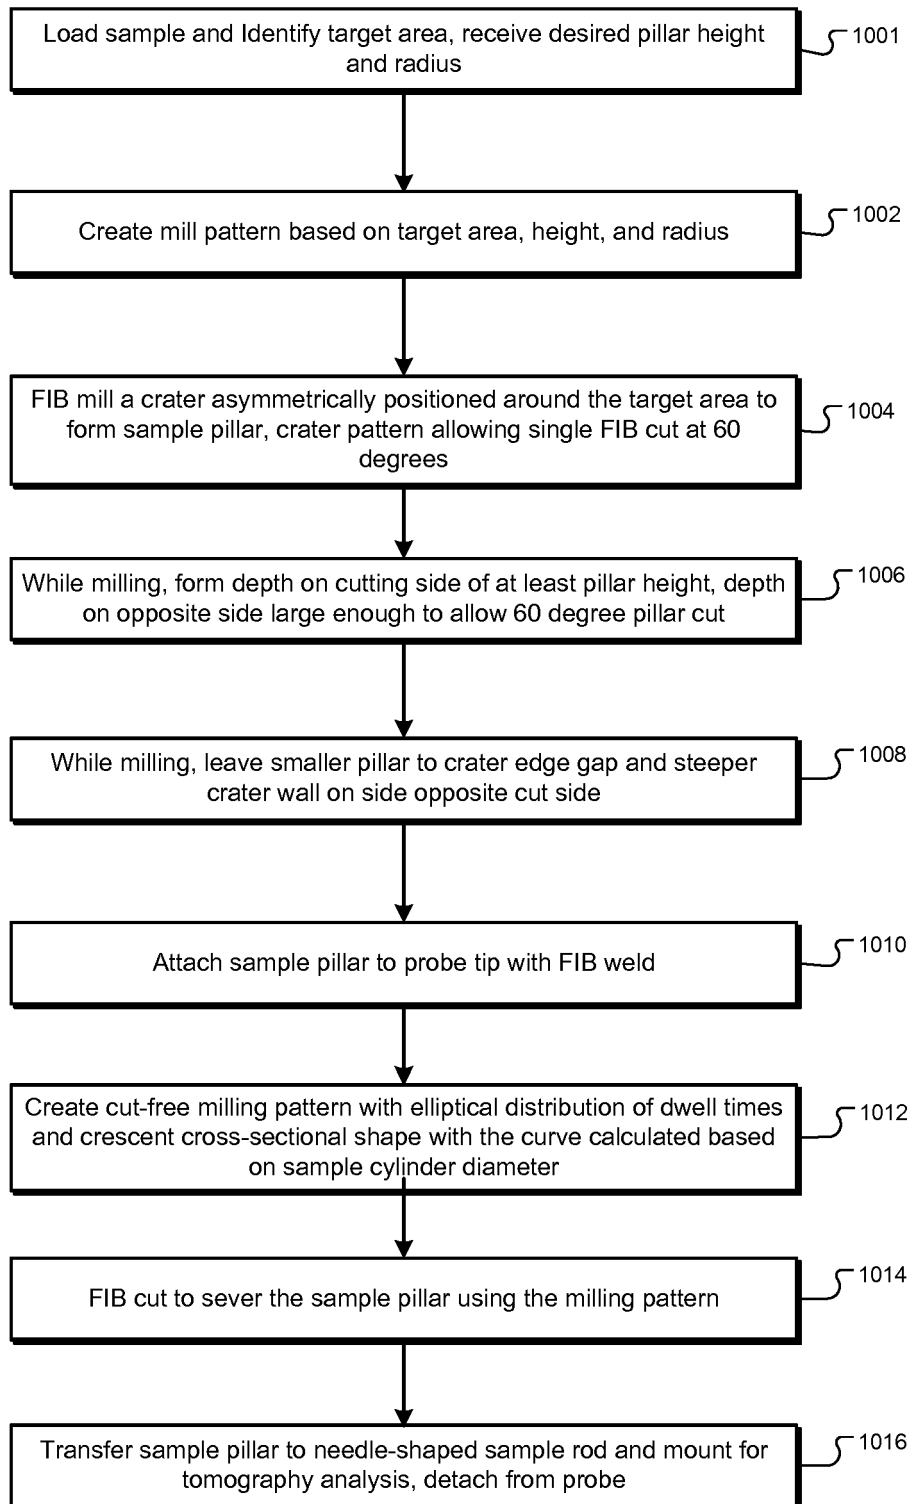 Load sample and Identify target area, receive desired pillar height
and radius
1001
Create mill pattern based on target area, height, and radius
1002
FIB mill a crater asymmetrically positioned around the target area to
form sample pillar, crater pattern allowing single FIB cut at 60
degrees
1004
While milling, form depth on cutting side of at least pillar height, depth
on opposite side large enough to allow 60 degree pillar cut
1006
While milling, leave smaller pillar to crater edge gap and steeper
crater wall on side opposite cut side
1008
Attach sample pillar to probe tip with FIB weld
1010
Create cut-free milling pattern with elliptical distribution of dwell times
and crescent cross-sectional shape with the curve calculated based
on sample cylinder diameter
1012
FIB cut to sever the sample pillar using the milling pattern
1014
Transfer sample pillar to needle-shaped sample rod and mount for
tomography analysis, detach from probe
1016